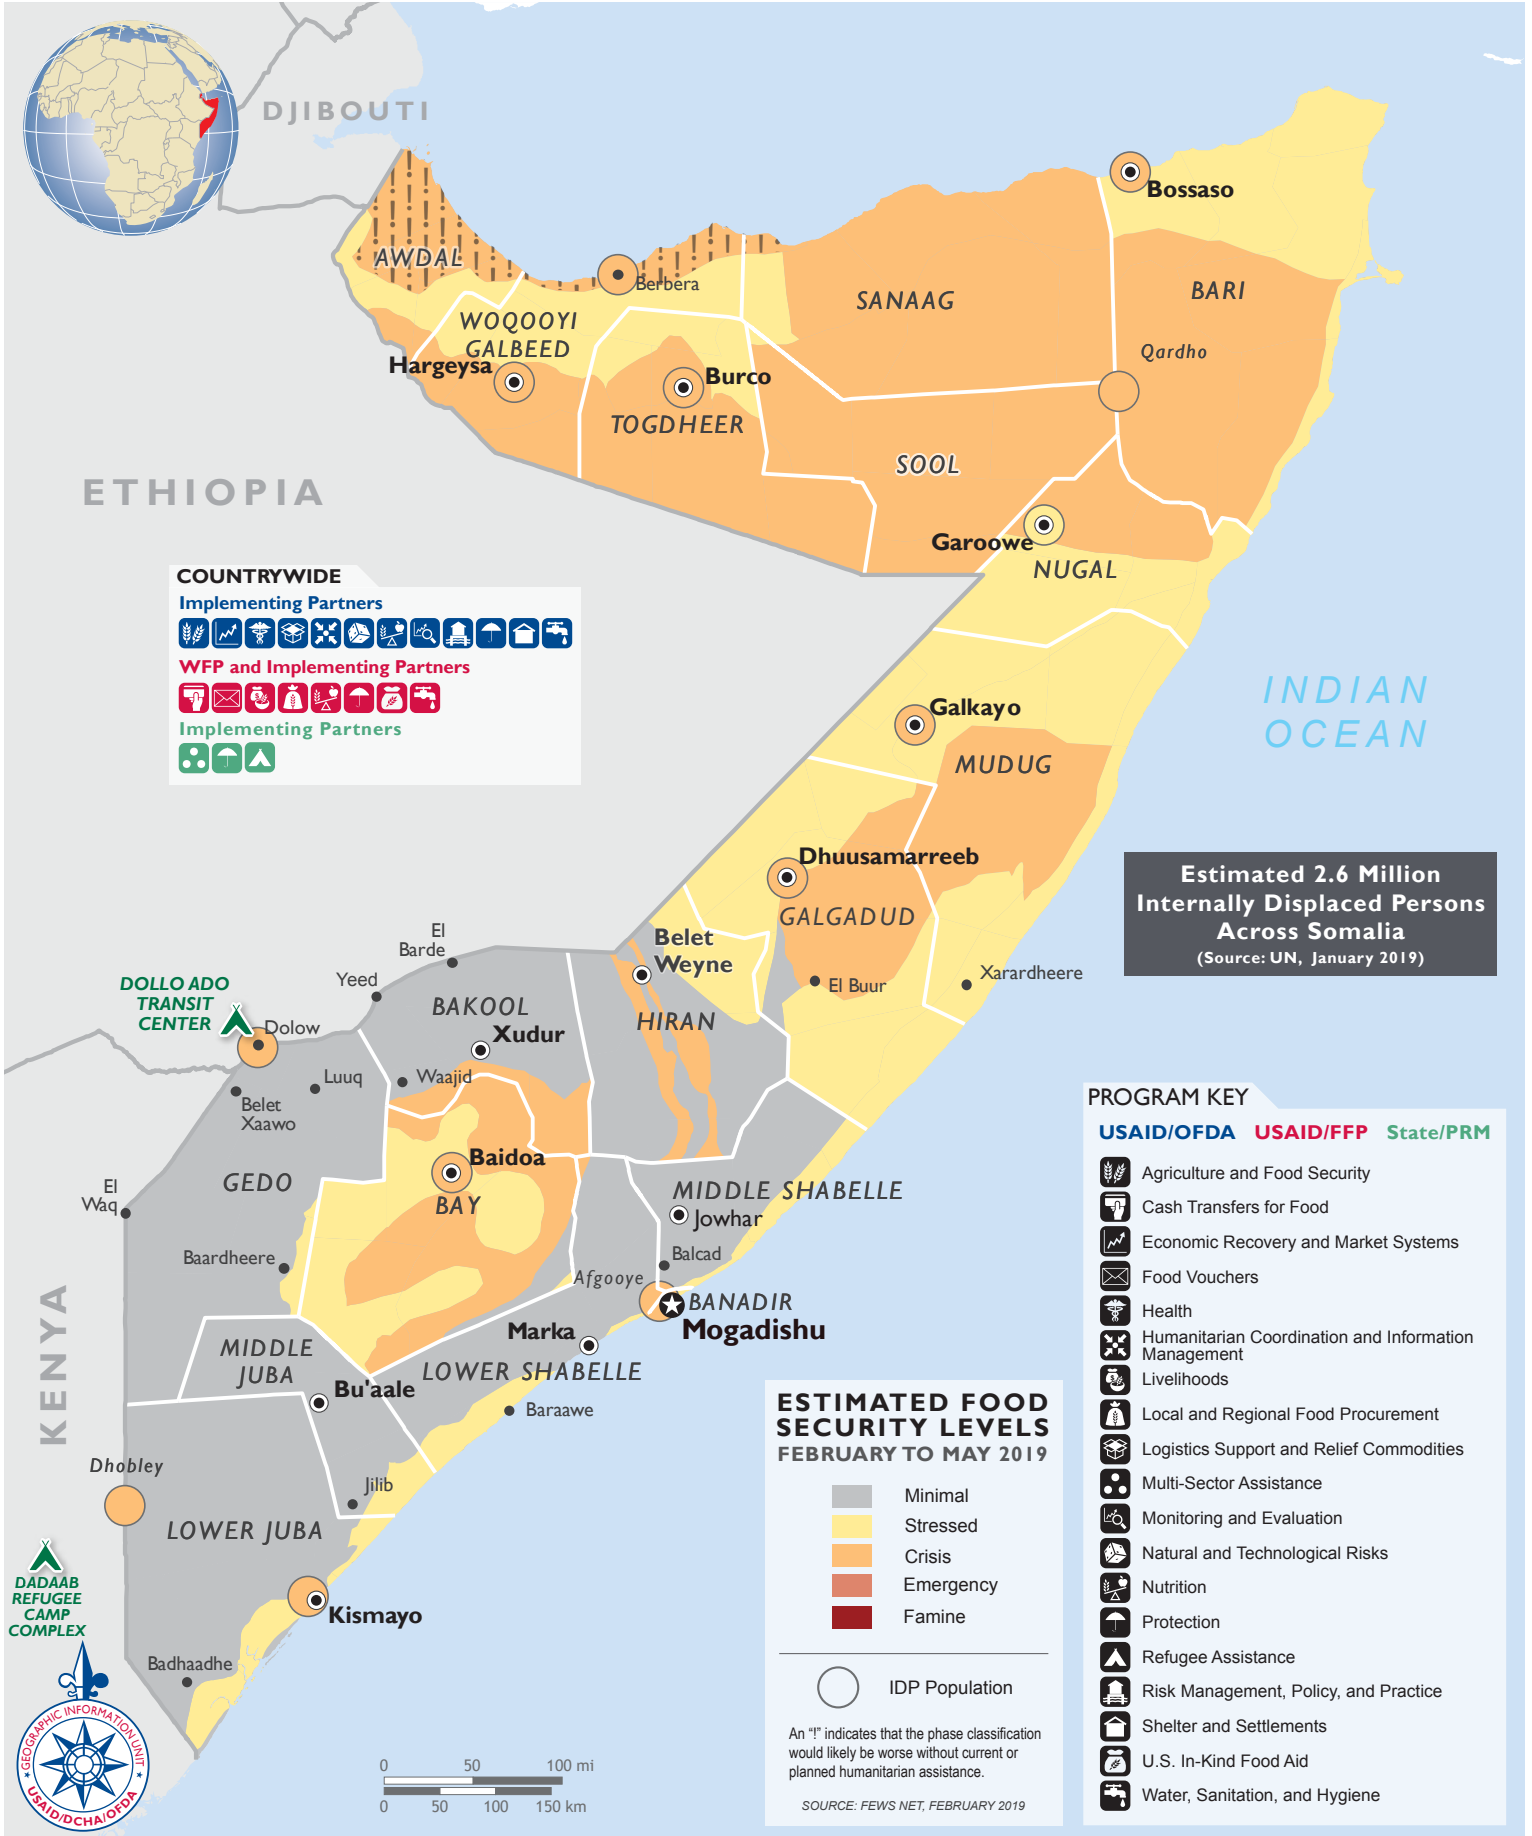 DJIBOUTI
Bossaso
AWDAL
Berbera
SANAAG
BARI
WOQOOYI
GALBEED
Qardho
Hargeysa
Burco
TOGDHEER
SOOL
ETHIOPIA
Garoowe
NUGAL
COUNTRYWIDE
Implementing Partners
WFP and Implementing Partners
Implementing Partners
INDIAN
OCEAN
Galkayo
MUDUG
Dhuusamarreeb
GALGADUD
Estimated 2.6 Million
Internally Displaced Persons
Across Somalia
(Source: UN, January 2019)
El
Barde
Belet
Weyne
Yeed
El Buur
Xarardheere
DOLLO ADO
TRANSIT
CENTER
Dolow
BAKOOL
Xudur
HIRAN
Luuq
Waajid
Belet
Xaawo
Baidoa
BAY
GEDO
El
Waq
MIDDLE SHABELLE
Jowhar
Baardheere
Balcad
Afgooye
BANADIR
Mogadishu
KENYA
Marka
MIDDLE
JUBA
LOWER SHABELLE
Bu'aale
Baraawe
Dhobley
Jilib
LOWER JUBA
DADAAB
REFUGEE
CAMP
COMPLEX
Kismayo
Badhaadhe
GEOGRAPHIC INFORMATION UNIT
USAID/DCHA/OFDA
0 50 100 mi
0 50 100 150 km
ESTIMATED FOOD
SECURITY LEVELS
FEBRUARY TO MAY 2019
Minimal
Stressed
Crisis
Emergency
Famine
IDP Population
An “!” indicates that the phase classification
would likely be worse without current or
planned humanitarian assistance.
SOURCE: FEWS NET, FEBRUARY 2019
PROGRAM KEY
USAID/OFDA USAID/FFP State/PRM
Agriculture and Food Security
Cash Transfers for Food
Economic Recovery and Market Systems
Food Vouchers
Health
Humanitarian Coordination and Information
Management
Livelihoods
Local and Regional Food Procurement
Logistics Support and Relief Commodities
Multi-Sector Assistance
Monitoring and Evaluation
Natural and Technological Risks
Nutrition
Protection
Refugee Assistance
Risk Management, Policy, and Practice
Shelter and Settlements
U.S. In-Kind Food Aid
Water, Sanitation, and Hygiene